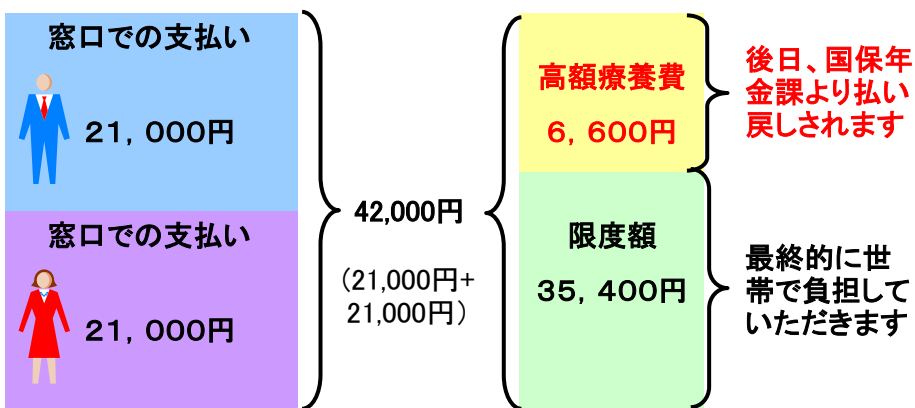 窓口での支払い
21，000円
窓口での支払い
21，000円
42,000円
（21,000円+
21,000円）
高額療養費
6，600円
限度額
35，400円
後日、国保年
金課より払い
戻しされます
最終的に世
帯で負担して
いただきます